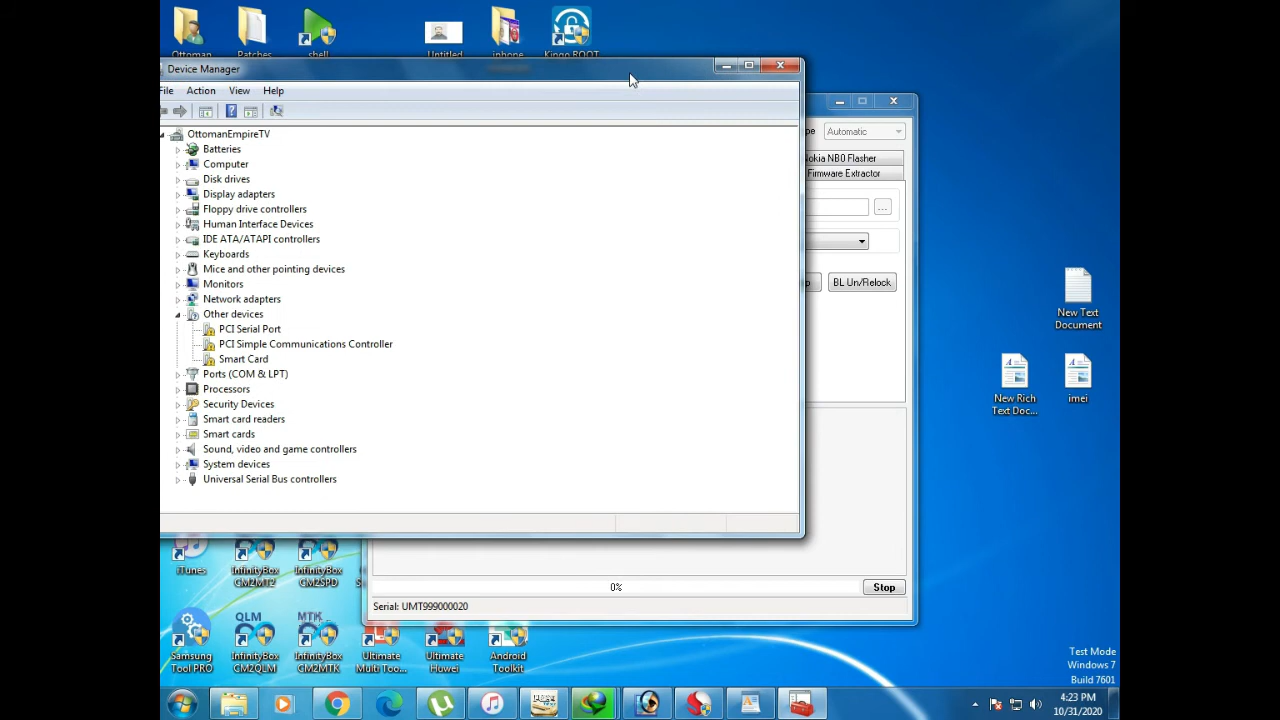 Ottoman
Patches
shell
Untitled
iphone
Kingo ROOT
Device Manager
File
Action
View
Help
OttomanEmpireTV
Batteries
Computer
Disk drives
Display adapters
Floppy drive controllers
Human Interface Devices
IDE ATA/ATAPI controllers
Keyboards
Mice and other pointing devices
Monitors
Network adapters
Other devices
PCI Serial Port
PCI Simple Communications Controller
Smart Card
Ports (COM & LPT)
Processors
Security Devices
Smart card readers
Smart cards
Sound, video and game controllers
System devices
Universal Serial Bus controllers
pe
Automatic
Nokia NB0 Flasher
Firmware Extractor
...
p
BL Un/Relock
0%
Stop
Serial: UMT999000020
New Text
Document
New Rich
Text Doc...
imei
iTunes
InfinityBox
CM2MT2
InfinityBox
CM2SPD
S
Samsung
Tool PRO
QLM
InfinityBox
CM2QLM
MTK
InfinityBox
CM2MTK
Ultimate
Multi Too...
Ultimate
Huwei
Android
Toolkit
Test Mode
Windows 7
Build 7601
4:23 PM
10/31/2020